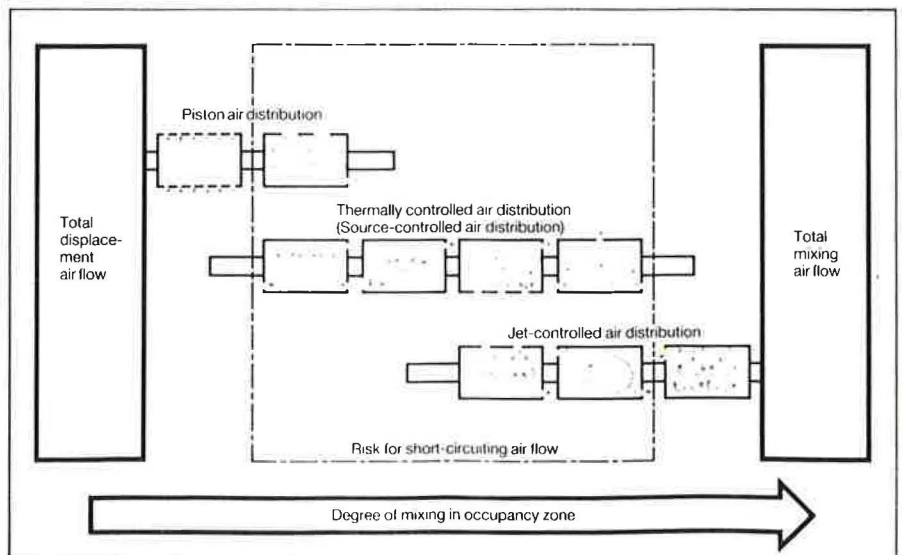 Piston air distribution
Thermally controlled air distribution
(Source-controlled air distribution)
Total
displace-
ment
air flow
Total
mixing
air flow
Jet-controlled air distribution
Risk for short-circuiting air flow
Degree of mixing in occupancy zone